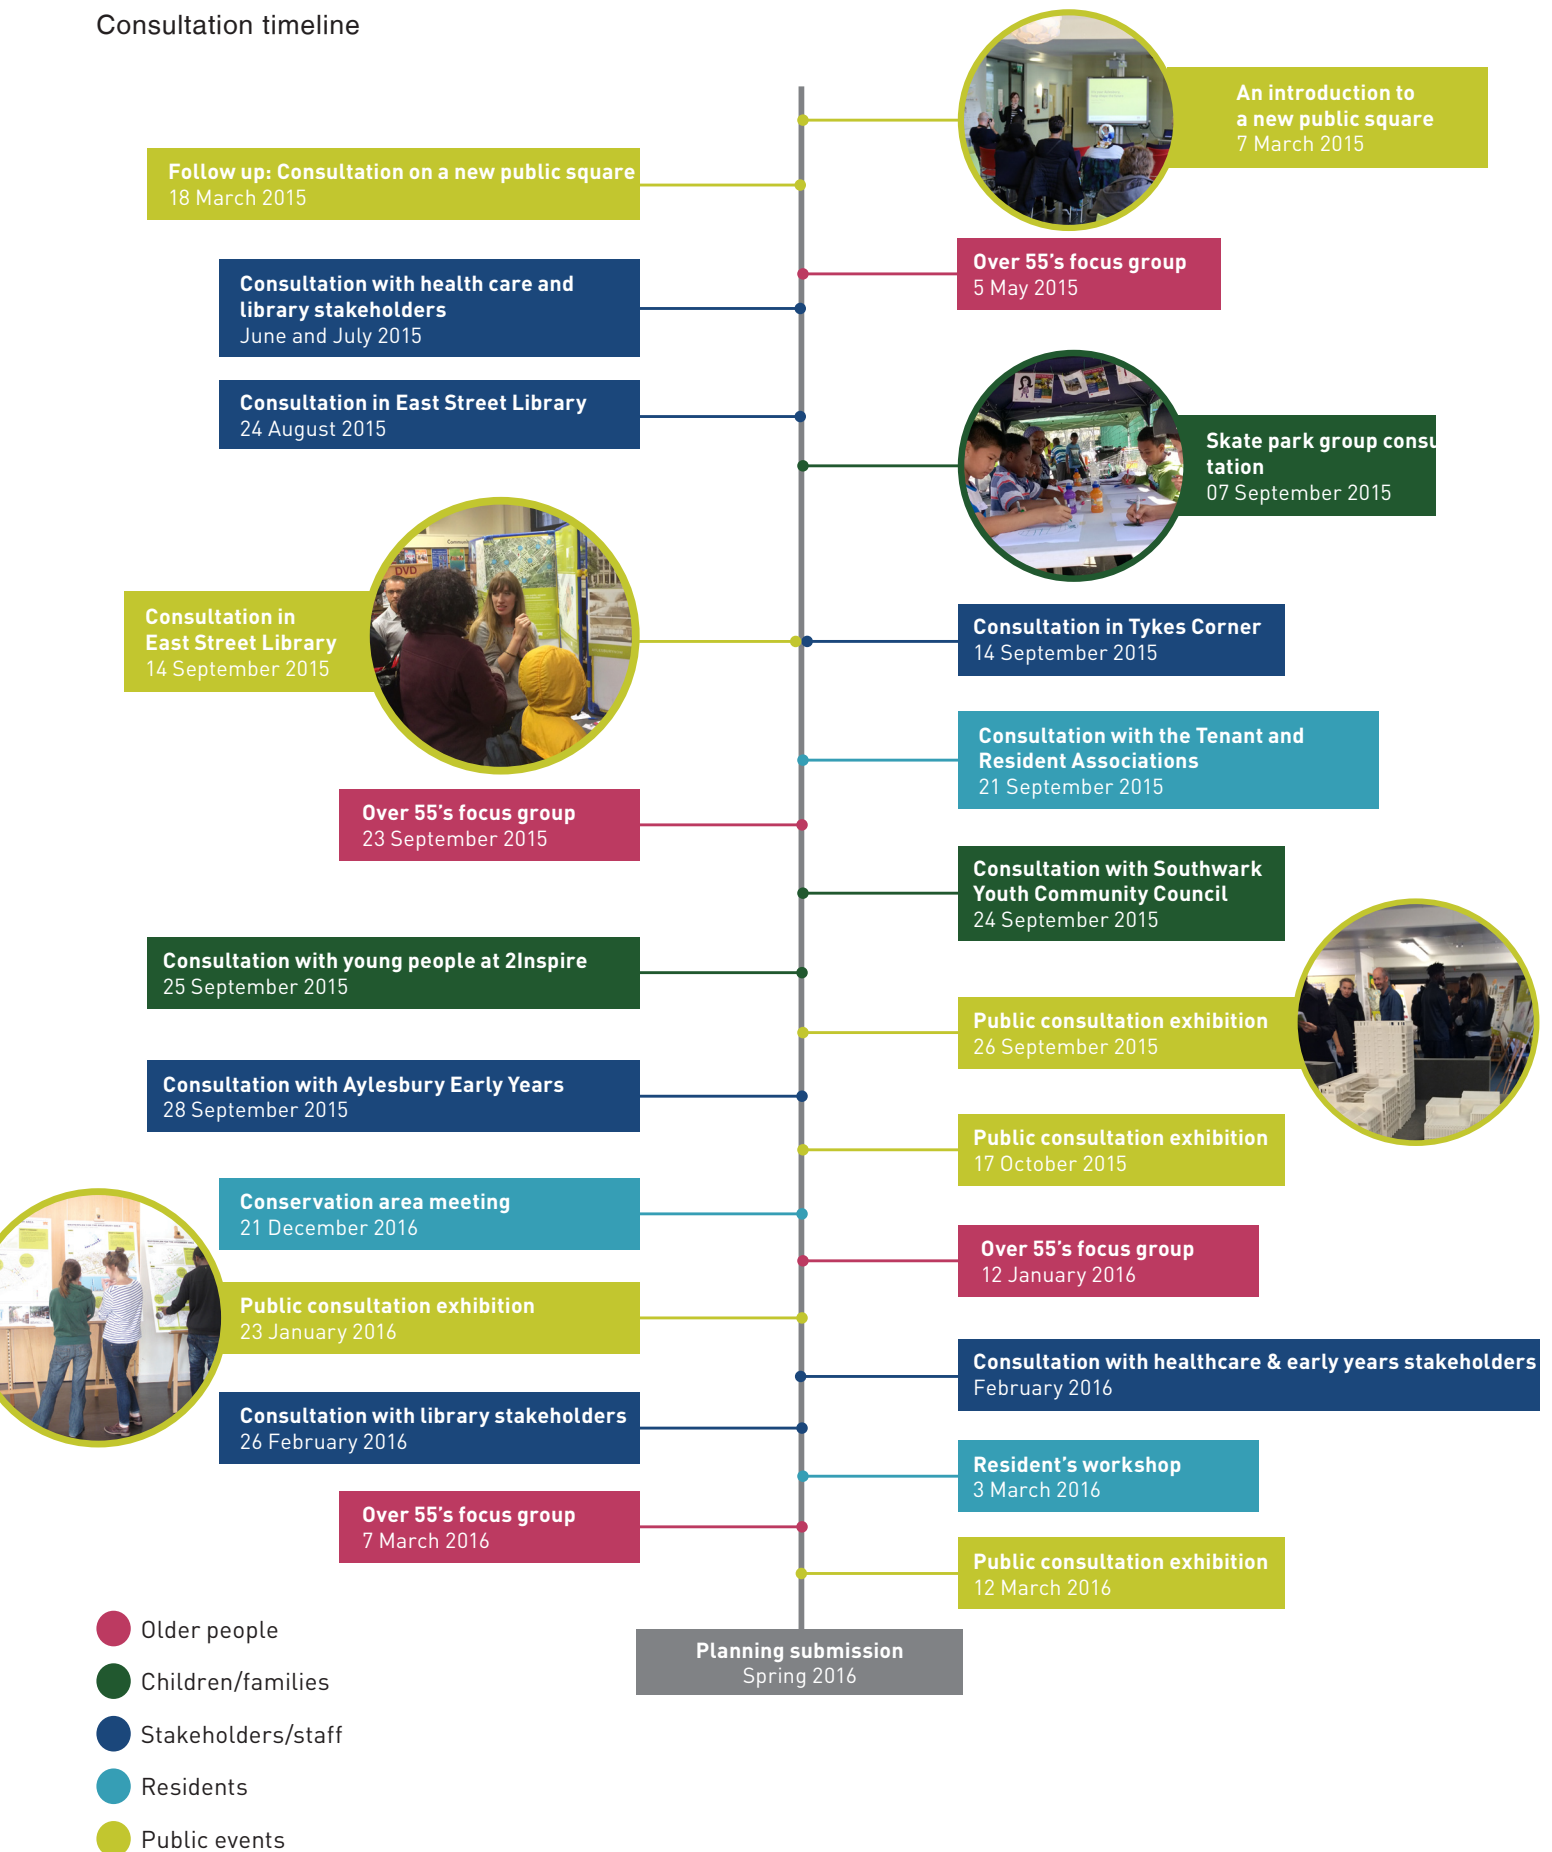 Consultation timeline
An introduction to
a new public square
7 March 2015
Follow up: Consultation on a new public square
18 March 2015
Over 55's focus group
5 May 2015
Consultation with health care and
library stakeholders
June and July 2015
Consultation in East Street Library
24 August 2015
Skate park group consu
tation
07 September 2015
DVD
Consultation in
East Street Library
14 September 2015
Consultation in Tykes Corner
14 September 2015
Consultation with the Tenant and
Resident Associations
21 September 2015
Over 55's focus group
23 September 2015
Consultation with Southwark
Youth Community Council
24 September 2015
Consultation with young people at 2Inspire
25 September 2015
Public consultation exhibition
26 September 2015
Consultation with Aylesbury Early Years
28 September 2015
Public consultation exhibition
17 October 2015
Conservation area meeting
21 December 2016
Over 55's focus group
12 January 2016
Public consultation exhibition
23 January 2016
Consultation with healthcare & early years stakeholders
February 2016
Consultation with library stakeholders
26 February 2016
Resident's workshop
3 March 2016
Over 55's focus group
7 March 2016
Public consultation exhibition
12 March 2016
Planning submission
Spring 2016
Older people
Children/families
Stakeholders/staff
Residents
Public events